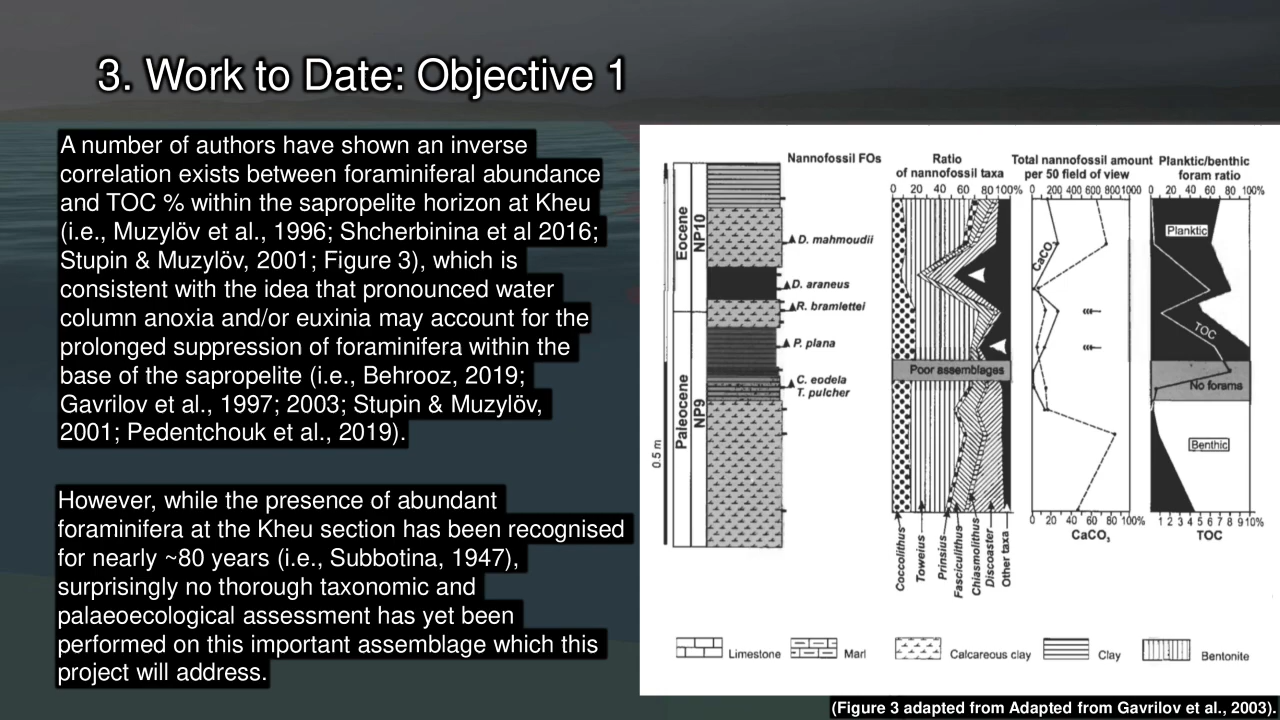 3. Work to Date: Objective 1
A number of authors have shown an inverse
correlation exists between foraminiferal abundance
and TOC % within the sapropelite horizon at Kheu
(i.e., Muzylöv et al., 1996; Shcherbinina et al 2016;
Stupin & Muzylöv, 2001; Figure 3), which is
consistent with the idea that pronounced water
column anoxia and/or euxinia may account for the
prolonged suppression of foraminifera within the
base of the sapropelite (i.e., Behrooz, 2019;
Gavrilov et al., 1997; 2003; Stupin & Muzylöv,
2001; Pedentchouk et al., 2019).
However, while the presence of abundant
foraminifera at the Kheu section has been recognised
for nearly ~80 years (i.e., Subbotina, 1947),
surprisingly no thorough taxonomic and
palaeoecological assessment has yet been
performed on this important assemblage which this
project will address.
Nannofossil FOs
Ratio
of nannofossil taxa
Total nannofossil amount
per 50 field of view
Planktic/benthic
foram ratio
0 20 40 60 80 100%
0 200 400 600 800 1000
0 20 40 60 80 100%
Eocene
NP10
Paleocene
NP9
0.5 m
D. mahmoudii
D. araneus
R. bramlettei
P. plana
C. eodela
T. pulcher
Poor assemblages
CaCO3
Planktic
TOC
No forams
Benthic
Coccolithus
Toweius
Prinsius
Fasciculithus
Chiasmolithus
Discoaster
Other taxa
0 20 40 60 80 100%
CaCO3
1 2 3 4 5 6 7 8 9 10%
TOC
Limestone
Marl
Calcareous clay
Clay
Bentonite
(Figure 3 adapted from Adapted from Gavrilov et al., 2003).